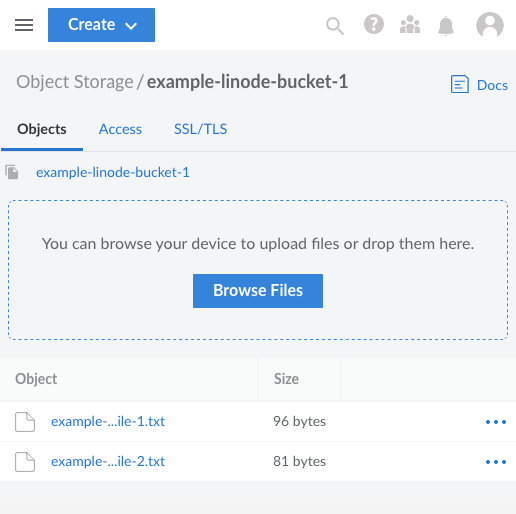 Create
?
Object Storage / example-linode-bucket-1
Docs
Objects Access SSL/TLS
example-linode-bucket-1
You can browse your device to upload files or drop them here.
Browse Files
Object Size
example-...ile-1.txt 96 bytes
example-...ile-2.txt 81 bytes